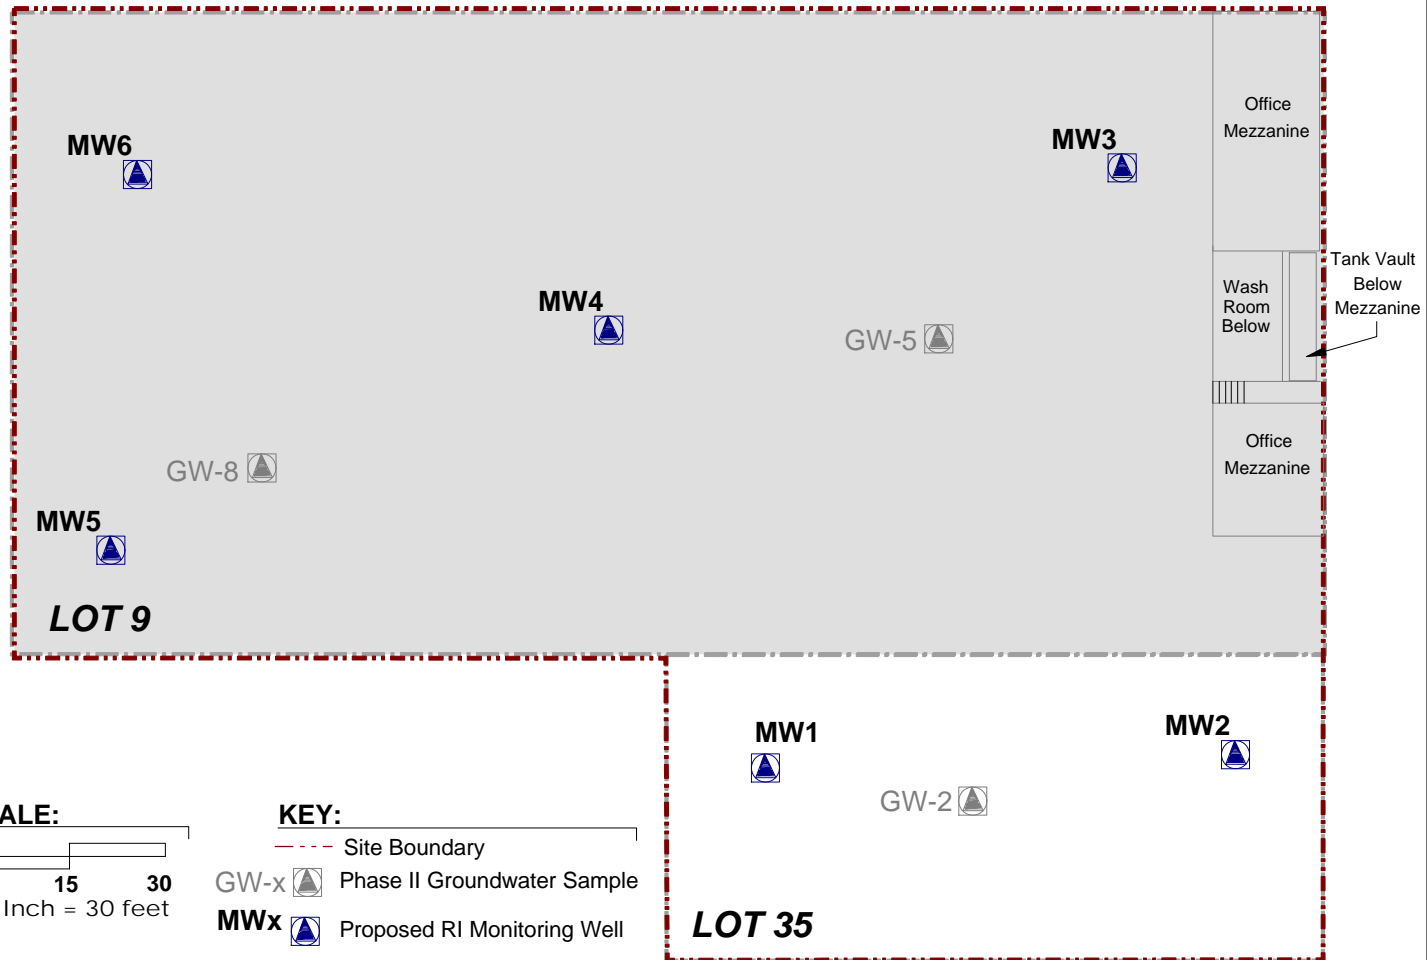 Office
Mezzanine
MW6
MW3
Tank Vault
Below
Mezzanine
Wash
Room
Below
MW4
GW-5
Office
Mezzanine
GW-8
MW5
LOT 9
MW1
MW2
GW-2
ALE:
15 30
Inch = 30 feet
KEY:
Site Boundary
GW-x Phase II Groundwater Sample
MWx Proposed RI Monitoring Well
LOT 35